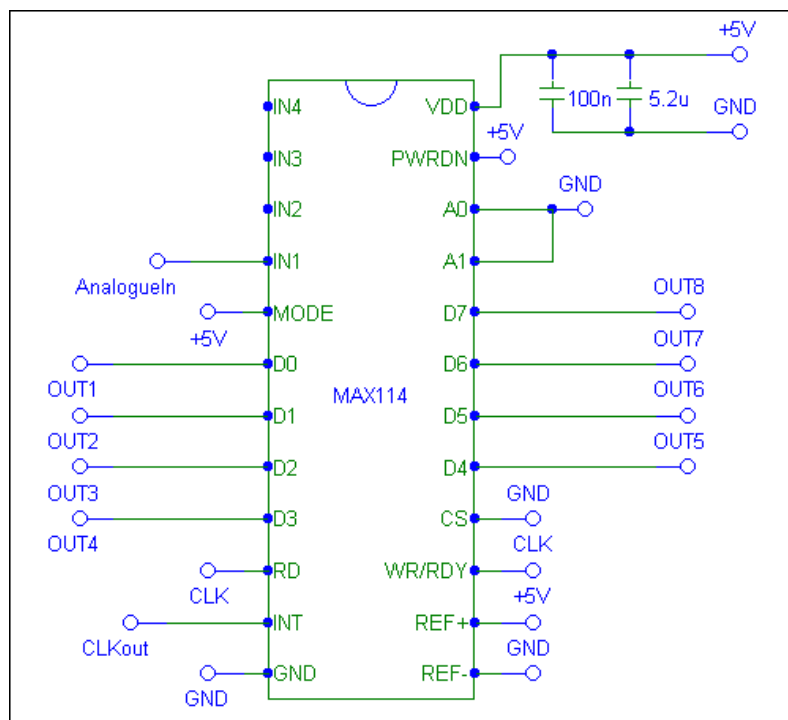 +5V
IN4
VDD
100n
5.2u
GND
+5V
IN3
PWRDN
GND
IN2
A0
IN1
A1
AnalogueIn
OUT8
MODE
D7
+5V
OUT7
D0
D6
OUT1
MAX114
OUT6
D1
D5
OUT2
OUT5
D2
D4
OUT3
GND
D3
CS
OUT4
CLK
RD
WR/RDY
CLK
+5V
INT
REF+
CLKout
GND
GND
REF-
GND